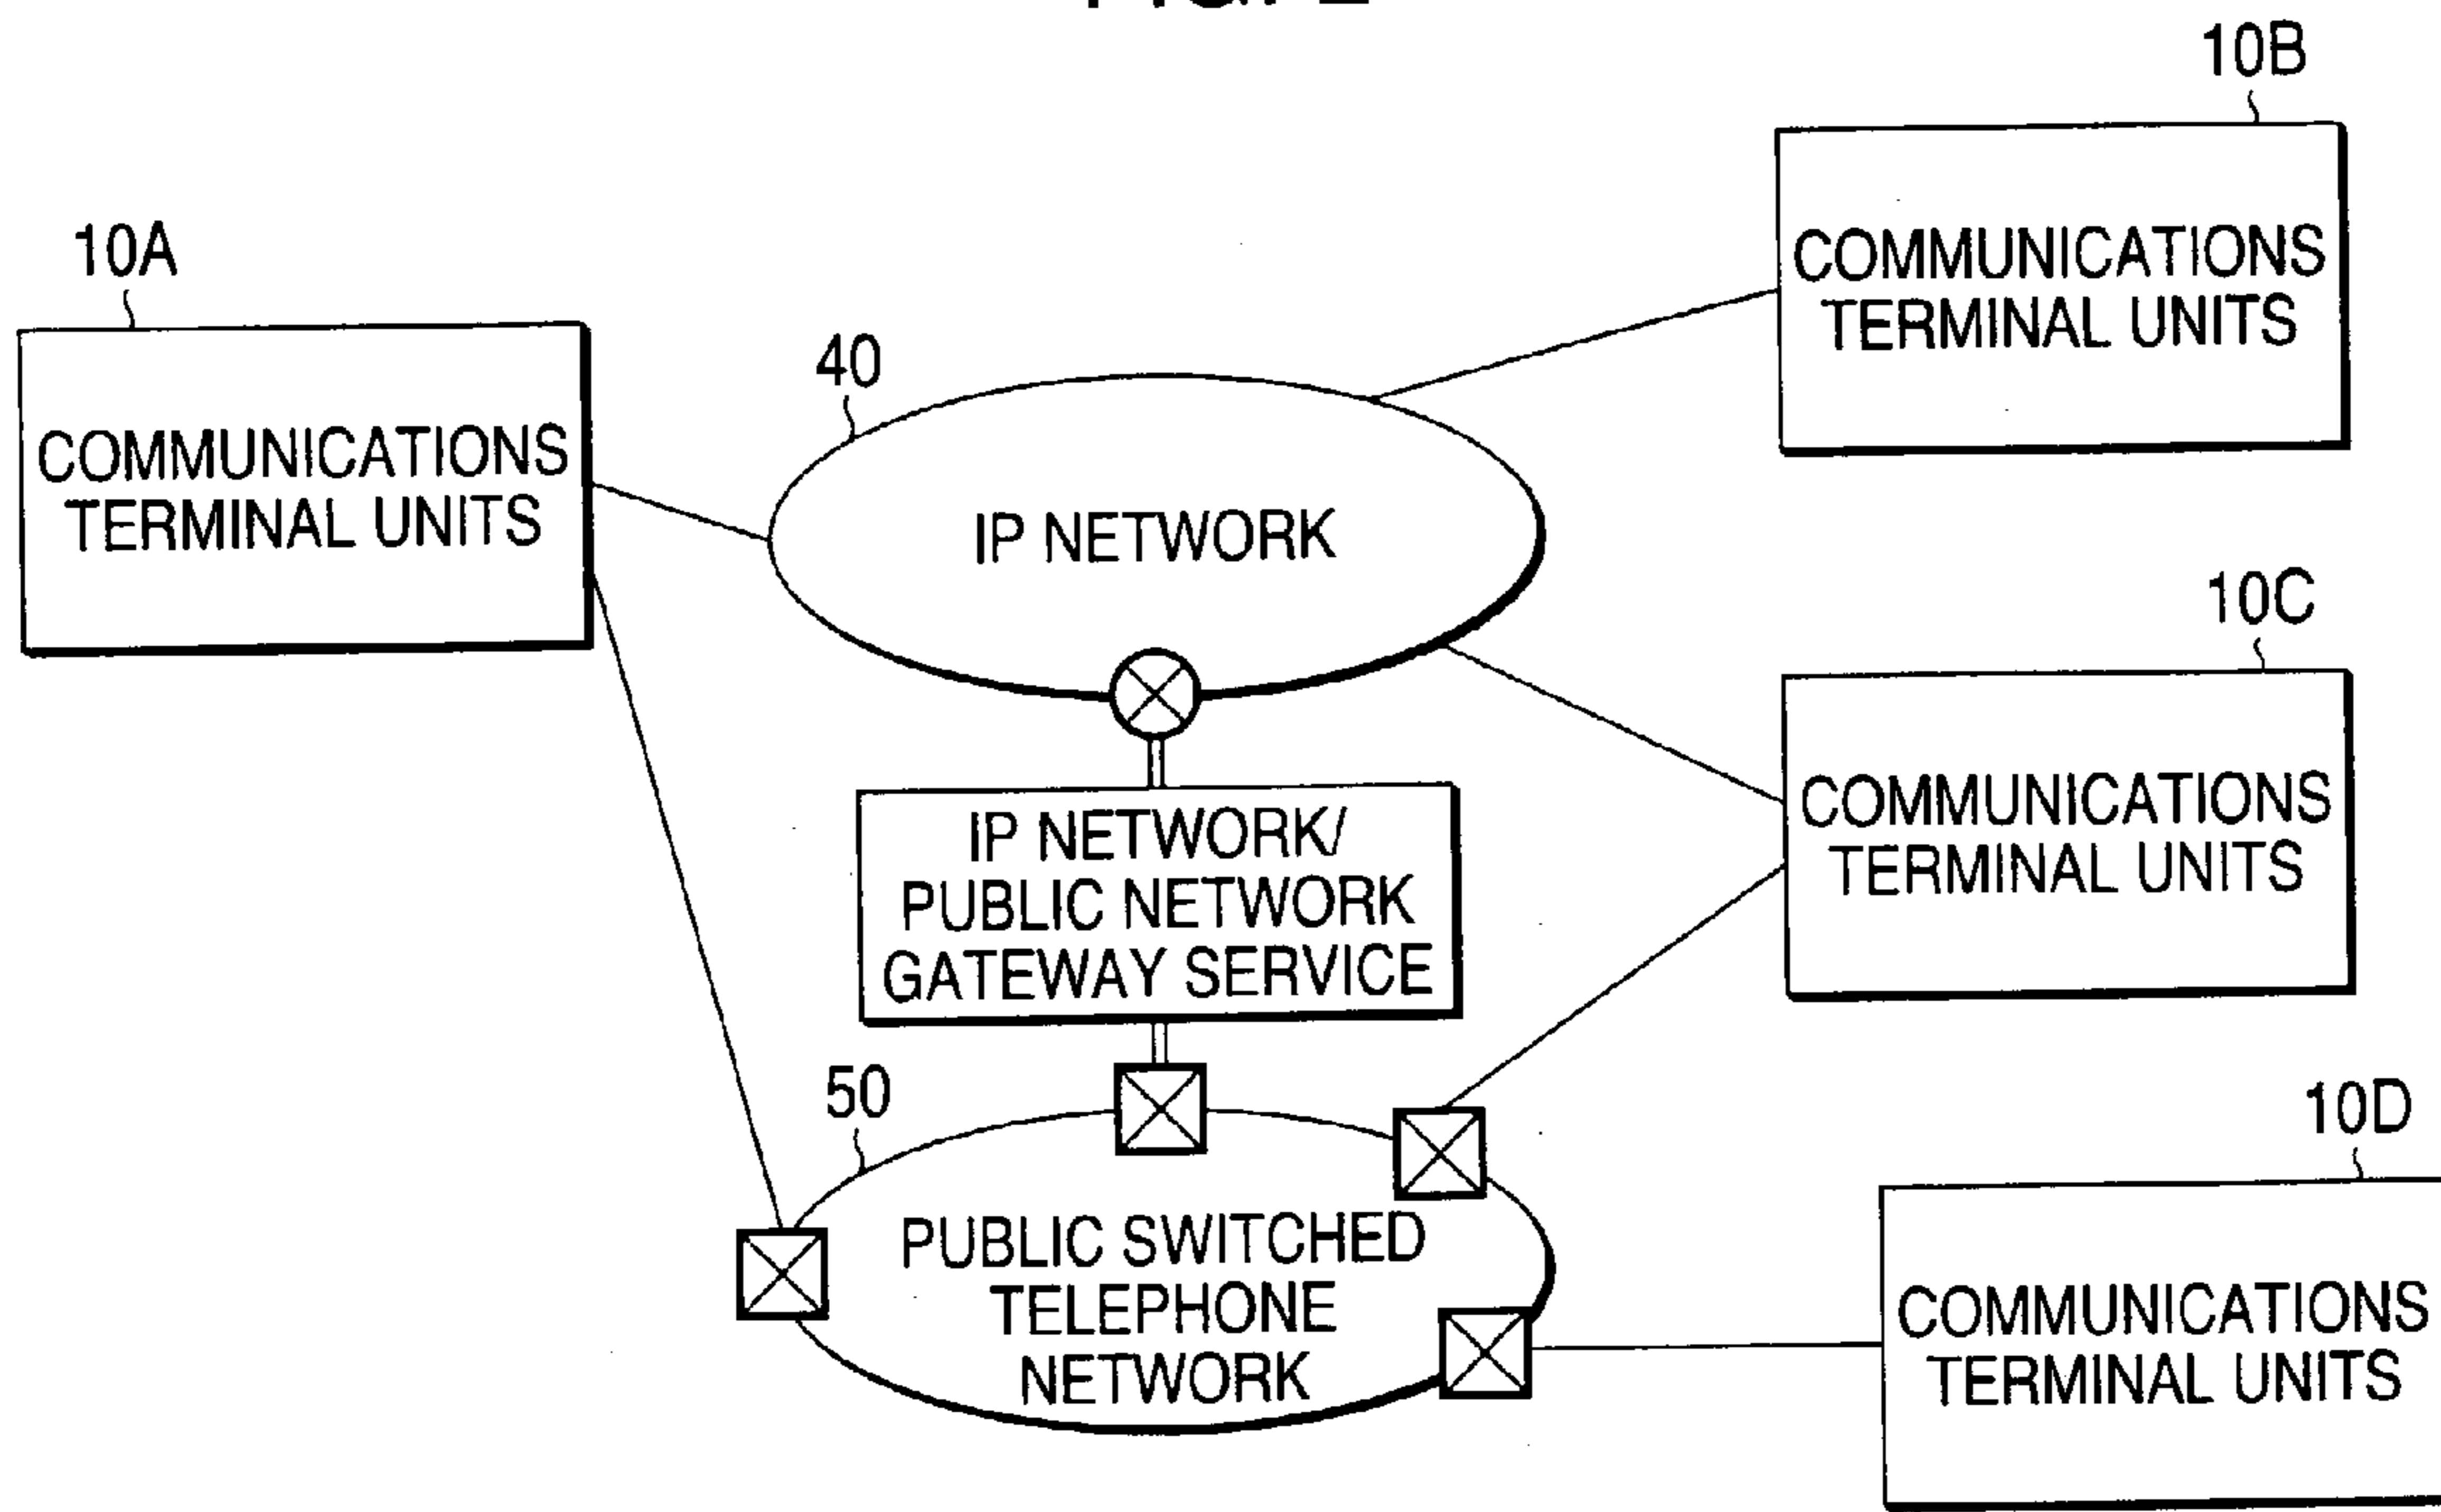 10B
COMMUNICATIONS
TERMINAL UNITS
10A
COMMUNICATIONS
TERMINAL UNITS
40
IP NETWORK
10C
COMMUNICATIONS
TERMINAL UNITS
IP NETWORK/
PUBLIC NETWORK
GATEWAY SERVICE
50
PUBLIC SWITCHED
TELEPHONE
NETWORK
10D
COMMUNICATIONS
TERMINAL UNITS